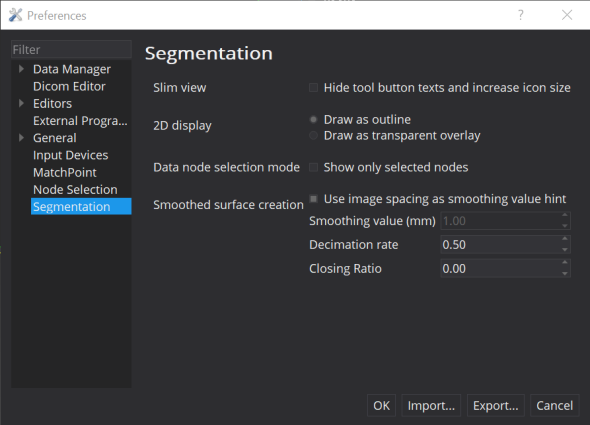 Preferences
?
Filter
Data Manager
Dicom Editor
Editors
External Progra...
General
Input Devices
MatchPoint
Node Selection
Segmentation
Segmentation
Slim view
Hide tool button texts and increase icon size
2D display
Draw as outline
Draw as transparent overlay
Data node selection mode
Show only selected nodes
Smoothed surface creation
Use image spacing as smoothing value hint
Smoothing value (mm) 1.00
Decimation rate 0.50
Closing Ratio 0.00
OK Import... Export... Cancel